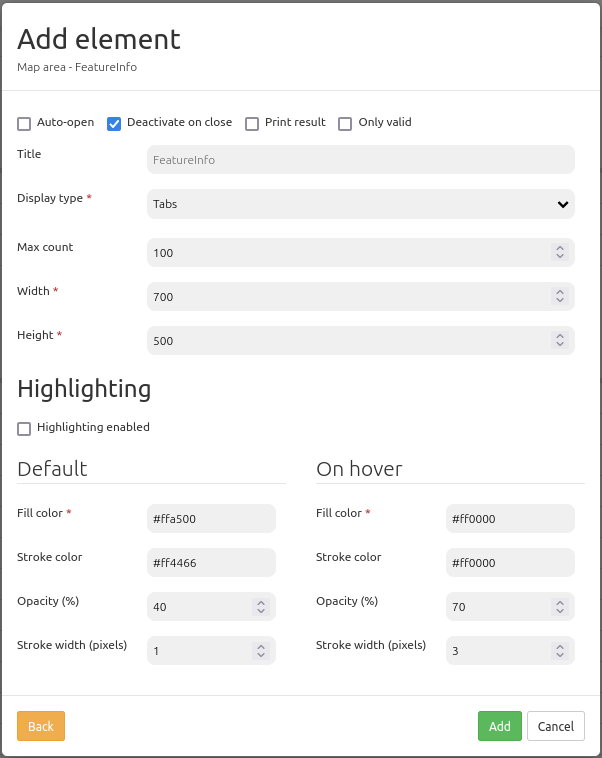 Add element
Map area - FeatureInfo
Auto-open Deactivate on close Print result Only valid
Title FeatureInfo
Display type * Tabs
Max count 100
Width * 700
Height * 500
Highlighting
Highlighting enabled
Default On hover
Fill color * #ffa500 Fill color * #ff0000
Stroke color #ff4466 Stroke color #ff0000
Opacity (%) 40 Opacity (%) 70
Stroke width (pixels) 1 Stroke width (pixels) 3
Back Add Cancel